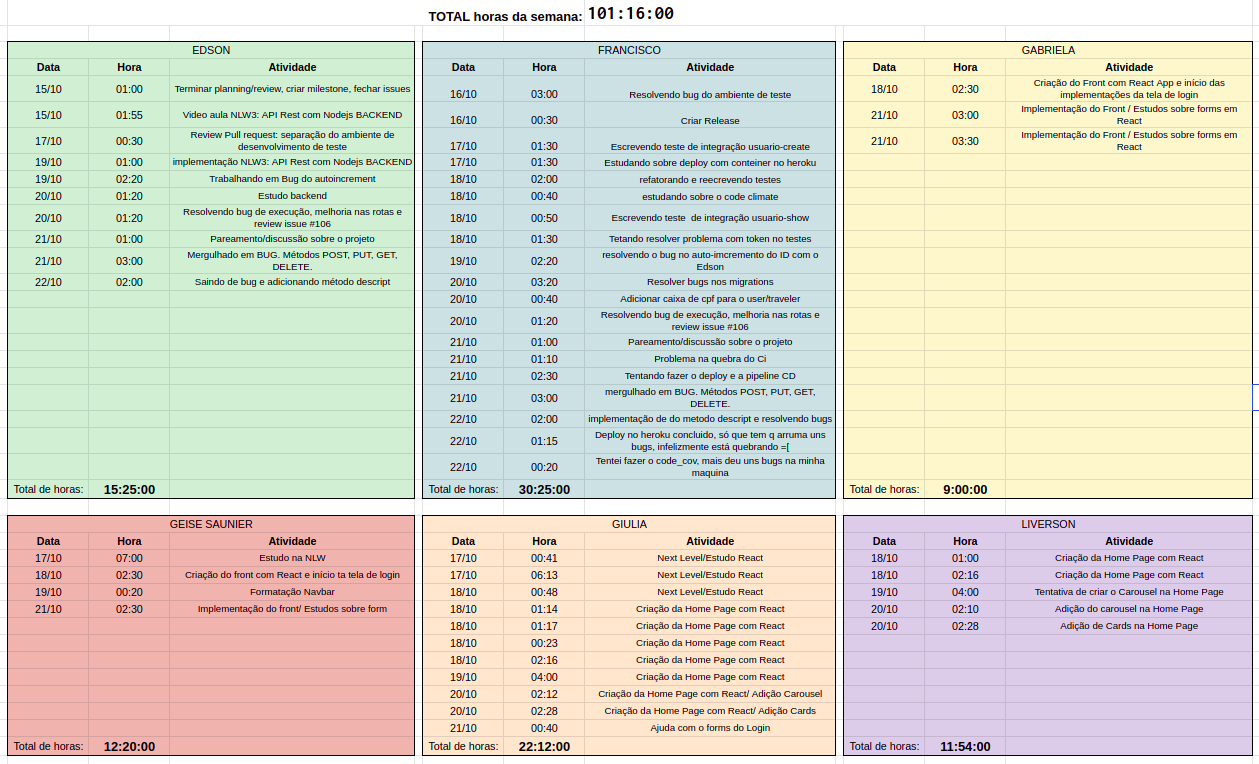 TOTAL horas da semana: 101:16:00
EDSON
Data Hora Atividade
15/10 01:00 Terminar planning/review, criar milestone, fechar issues
15/10 01:55 Video aula NLW3: API Rest com Nodejs BACKEND
17/10 00:30 Review Pull request: separação do ambiente de
desenvolvimento de teste
19/10 01:00 implementação NLW3: API Rest com Nodejs BACKEND
19/10 02:20 Trabalhando em Bug do autoincrement
20/10 01:20 Estudo backend
20/10 01:20 Resolvendo bug de execução, melhoria nas rotas e
review issue #106
21/10 01:00 Pareamento/discussão sobre o projeto
21/10 03:00 Mergulhado em BUG. Métodos POST, PUT, GET,
DELETE.
22/10 02:00 Saindo de bug e adicionando método descript
Total de horas: 15:25:00
FRANCISCO
Data Hora Atividade
16/10 03:00 Resolvendo bug do ambiente de teste
16/10 00:30 Criar Release
17/10 01:30 Escrevendo teste de integração usuario-create
17/10 01:30 Estudando sobre deploy com conteiner no heroku
18/10 02:00 refatorando e reecrevendo testes
18/10 00:40 estudando sobre o code climate
18/10 00:50 Escrevendo teste de integração usuario-show
18/10 01:30 Tetando resolver problema com token no testes
19/10 02:20 resolvendo o bug no auto-imcremento do ID com o
Edson
20/10 03:20 Resolver bugs nos migrations
20/10 00:40 Adicionar caixa de cpf para o user/traveler
20/10 01:20 Resolvendo bug de execução, melhoria nas rotas e
review issue #106
21/10 01:00 Pareamento/discussão sobre o projeto
21/10 01:10 Problema na quebra do Ci
21/10 02:30 Tentando fazer o deploy e a pipeline CD
21/10 03:00 mergulhado em BUG. Métodos POST, PUT, GET,
DELETE.
22/10 02:00 implementação de do metodo descript e resolvendo bugs
22/10 01:15 Deploy no heroku concluido, só que tem q arruma uns
bugs, infelizmente está quebrando =[
22/10 00:20 Tentei fazer o code_cov, mais deu uns bugs na minha
maquina
Total de horas: 30:25:00
GABRIELA
Data Hora Atividade
18/10 02:30 Criação do Front com React App e início das
implementações da tela de login
21/10 03:00 Implementação do Front / Estudos sobre forms em
React
21/10 03:30 Implementação do Front / Estudos sobre forms em
React
Total de horas: 9:00:00
GEISE SAUNIER
Data Hora Atividade
17/10 07:00 Estudo na NLW
18/10 02:30 Criação do front com React e início ta tela de login
19/10 00:20 Formatação Navbar
21/10 02:30 Implementação do front/ Estudos sobre form
Total de horas: 12:20:00
GIULIA
Data Hora Atividade
17/10 00:41 Next Level/Estudo React
17/10 06:13 Next Level/Estudo React
18/10 00:48 Next Level/Estudo React
18/10 01:14 Criação da Home Page com React
18/10 01:17 Criação da Home Page com React
18/10 00:23 Criação da Home Page com React
18/10 02:16 Criação da Home Page com React
19/10 04:00 Criação da Home Page com React
20/10 02:12 Criação da Home Page com React/ Adição Carousel
20/10 02:28 Criação da Home Page com React/ Adição Cards
21/10 00:40 Ajuda com o forms do Login
Total de horas: 22:12:00
LIVERSON
Data Hora Atividade
18/10 01:00 Criação da Home Page com React
18/10 02:16 Criação da Home Page com React
19/10 04:00 Tentativa de criar o Carousel na Home Page
20/10 02:10 Adição do carousel na Home Page
20/10 02:28 Adição de Cards na Home Page
Total de horas: 11:54:00